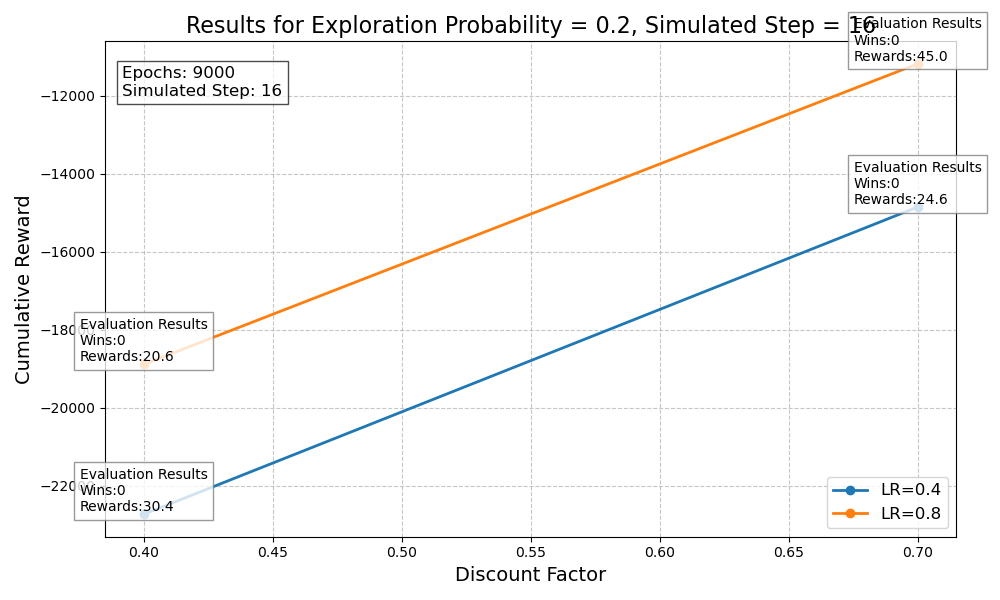 Results for Exploration Probability = 0.2, Simulated Step = 16
Evaluation Results
Wins:0
Rewards:45.0
Epochs: 9000
Simulated Step: 16
Evaluation Results
Wins:0
Rewards:24.6
Evaluation Results
Wins:0
Rewards:20.6
Evaluation Results
Wins:0
Rewards:30.4
Cumulative Reward
−12000
−14000
−16000
−18000
−20000
−22000
LR=0.4
LR=0.8
0.40
0.45
0.50
0.55
0.60
0.65
0.70
Discount Factor